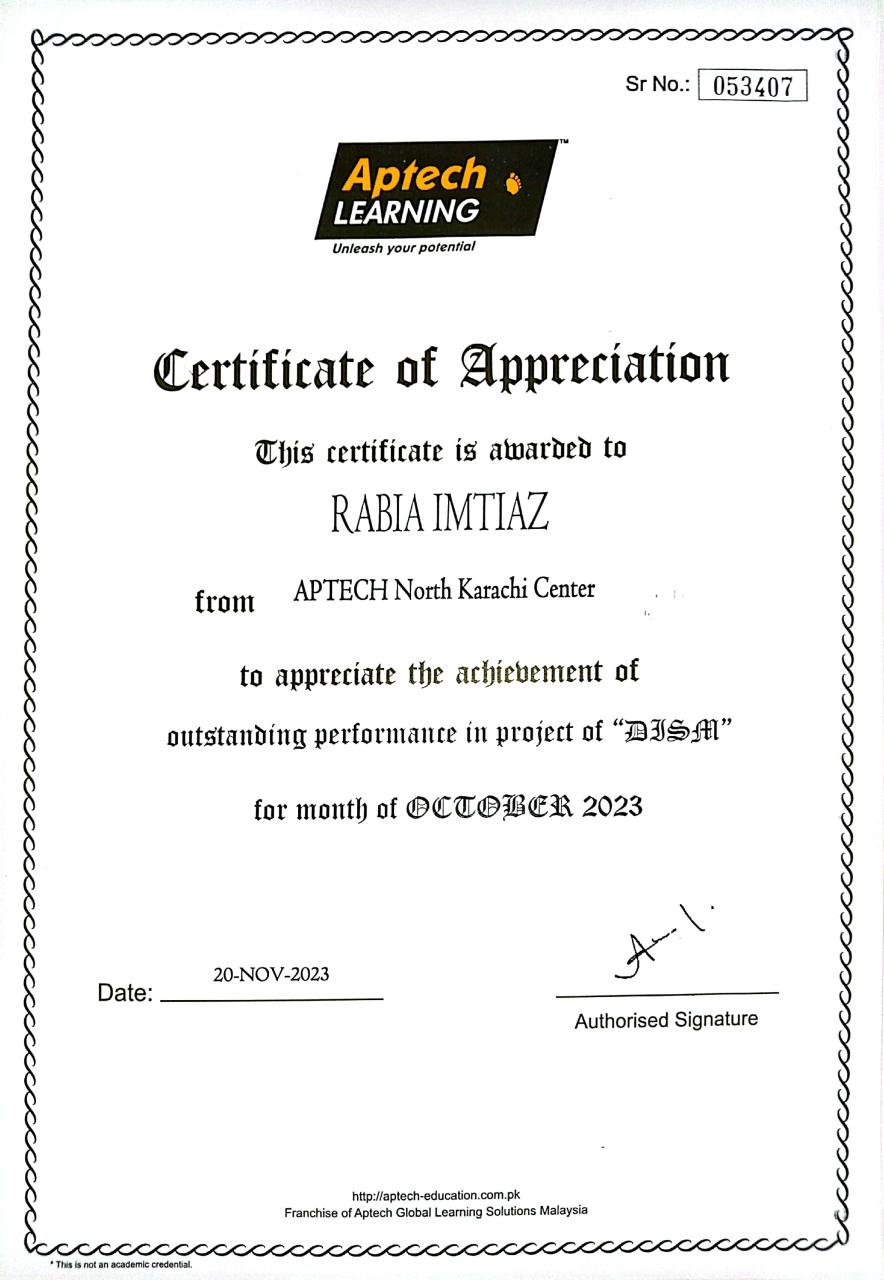 Sr No.: 053407
Aptech
LEARNING
™
Unleash your potential
Certificate of Appreciation
This certificate is awarded to
RABIA IMTIAZ
from APTECH North Karachi Center
to appreciate the achievement of
outstanding performance in project of “DISM”
for month of OCTOBER 2023
Date: 20-NOV-2023
Authorised Signature
http://aptech-education.com.pk
Franchise of Aptech Global Learning Solutions Malaysia
* This is not an academic credential.